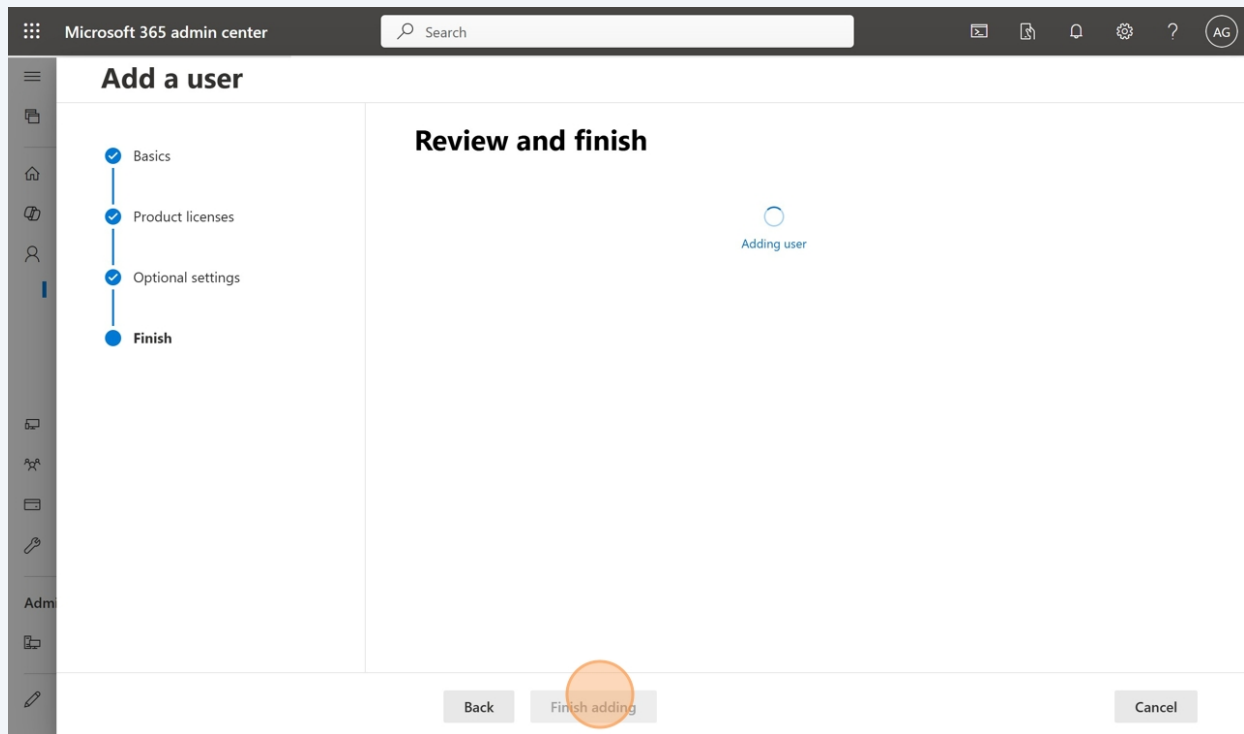 Microsoft 365 admin center
Search
AG
Add a user
Basics
Product licenses
Optional settings
Finish
Review and finish
Adding user
Admi
Back
Finish adding
Cancel